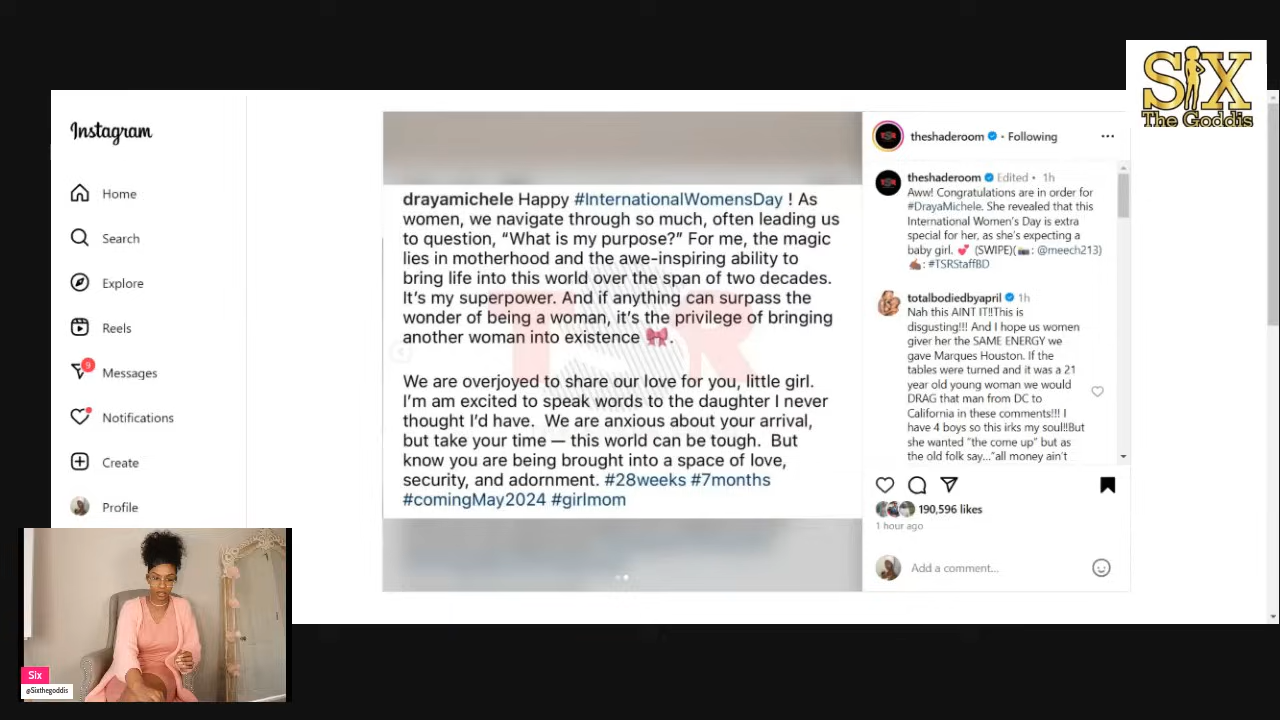 SIX
The Goddis
Instagram
Home
Search
Explore
Reels
9
Messages
Notifications
Create
Profile
drayamichele Happy #InternationalWomensDay ! As
women, we navigate through so much, often leading us
to question, “What is my purpose?” For me, the magic
lies in motherhood and the awe-inspiring ability to
bring life into this world over the span of two decades.
It’s my superpower. And if anything can surpass the
wonder of being a woman, it’s the privilege of bringing
another woman into existence 🎀.
We are overjoyed to share our love for you, little girl.
I’m am excited to speak words to the daughter I never
thought I’d have.  We are anxious about your arrival,
but take your time — this world can be tough.  But
know you are being brought into a space of love,
security, and adornment. #28weeks #7months
#comingMay2024 #girlmom
TSR
theshaderoom • Following
theshaderoom Edited • 1h
Aww! Congratulations are in order for
#DrayaMichele. She revealed that this
International Women’s Day is extra
special for her, as she’s expecting a
baby girl. 💕 (SWIPE)(📷: @meech213)
✍🏾: #TSRStaffBD
totalbodiedbyapril 1h
Nah this AINT IT!!This is
disgusting!!! And I hope us women
giver her the SAME ENERGY we
gave Marques Houston. If the
tables were turned and it was a 21
year old young woman we would
DRAG that man from DC to
California in these comments!!! I
have 4 boys so this irks my soul!!But
she wanted “the come up” but as
the old folk say...”all money ain’t
190,596 likes
1 hour ago
Add a comment...
Six
@Sixthegoddis